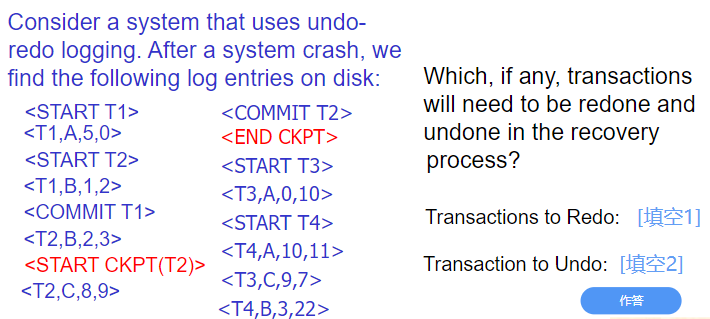 Consider a system that uses undo-
redo logging. After a system crash, we
find the following log entries on disk:
<START T1>
<T1,A,5,0>
<START T2>
<T1,B,1,2>
<COMMIT T1>
<T2,B,2,3>
<START CKPT(T2)>
<T2,C,8,9>
<COMMIT T2>
<END CKPT>
<START T3>
<T3,A,0,10>
<START T4>
<T4,A,10,11>
<T3,C,9,7>
<T4,B,3,22>
Which, if any, transactions
will need to be redone and
undone in the recovery
process?
Transactions to Redo: [填空1]
Transaction to Undo: [填空2]
作答